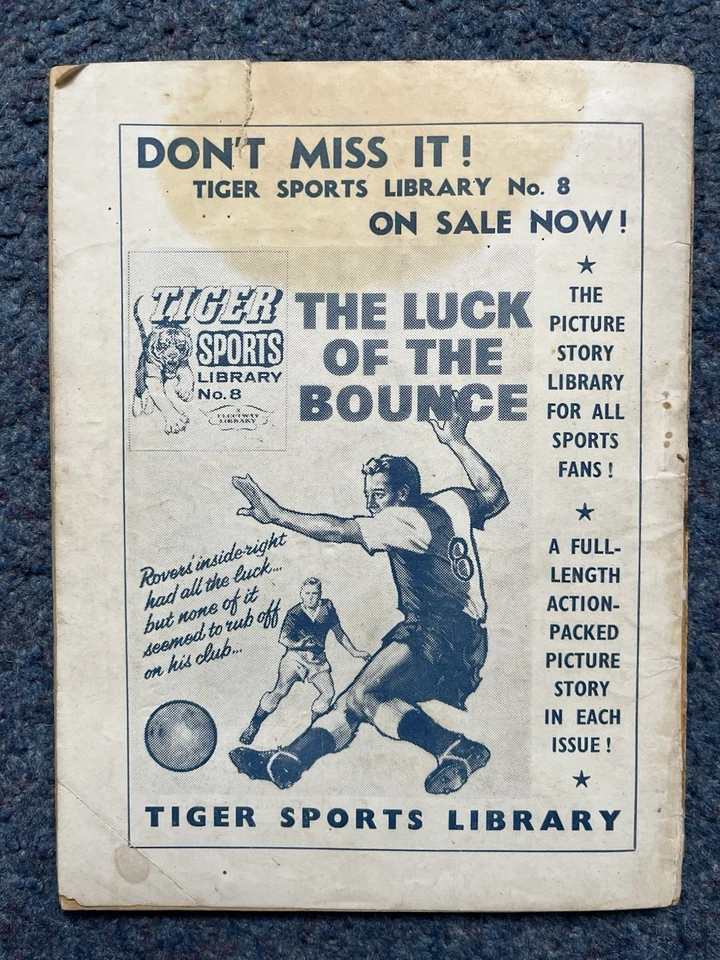 DON'T MISS IT!
TIGER SPORTS LIBRARY No. 8
ON SALE NOW!
TIGER
SPORTS
LIBRARY
No. 8
A
FLEETWAY
LIBRARY
THE LUCK
OF THE
BOUNCE
Rovers' inside-right
had all the luck...
but none of it
seemed to rub off
on his club...
8
THE
PICTURE
STORY
LIBRARY
FOR ALL
SPORTS
FANS!
A FULL-
LENGTH
ACTION-
PACKED
PICTURE
STORY
IN EACH
ISSUE!
TIGER SPORTS LIBRARY